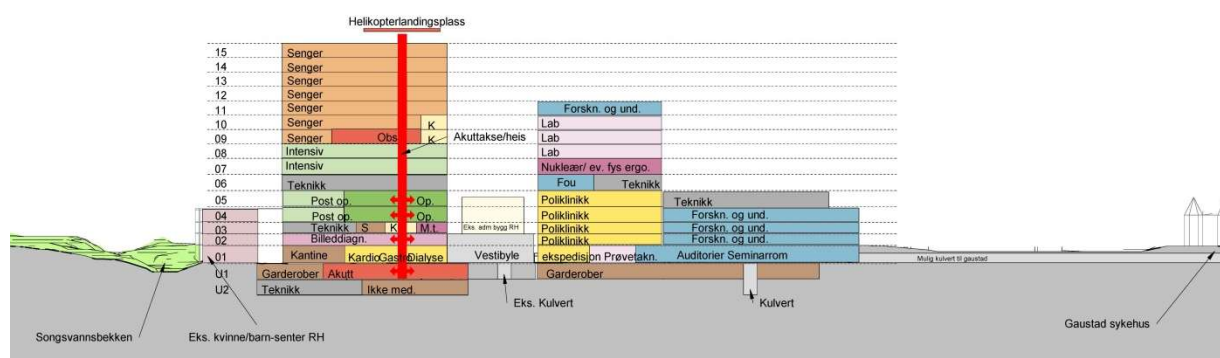 Helikopterlandingsplass
15 Senger
14 Senger
13 Senger
12 Senger
11 Senger Forskn. og und.
10 Senger K Lab
09 Senger Obs K Akuttakse/heis Lab
08 Intensiv Lab
07 Intensiv Nukleær/ ev. fys ergo.
06 Teknikk Fou Teknikk
05 Post op. Op. Poliklinikk Teknikk
04 Post op. Op. Poliklinikk Forskn. og und.
03 Teknikk S K M.t. Eks. adm bygg RH Poliklinikk Forskn. og und.
02 Billeddiagn. Poliklinikk Forskn. og und.
01 Kantine Kardio Gastro Dialyse Vestibyle ekspedisjon Prøvetakn. Auditorier Seminarrom Mulig kulvert til gaustad
U1 Garderober Akutt Garderober
U2 Teknikk Ikke med.
Eks. Kulvert Kulvert
Songsvannsbekken Eks. kvinne/barn-senter RH Gaustad sykehus